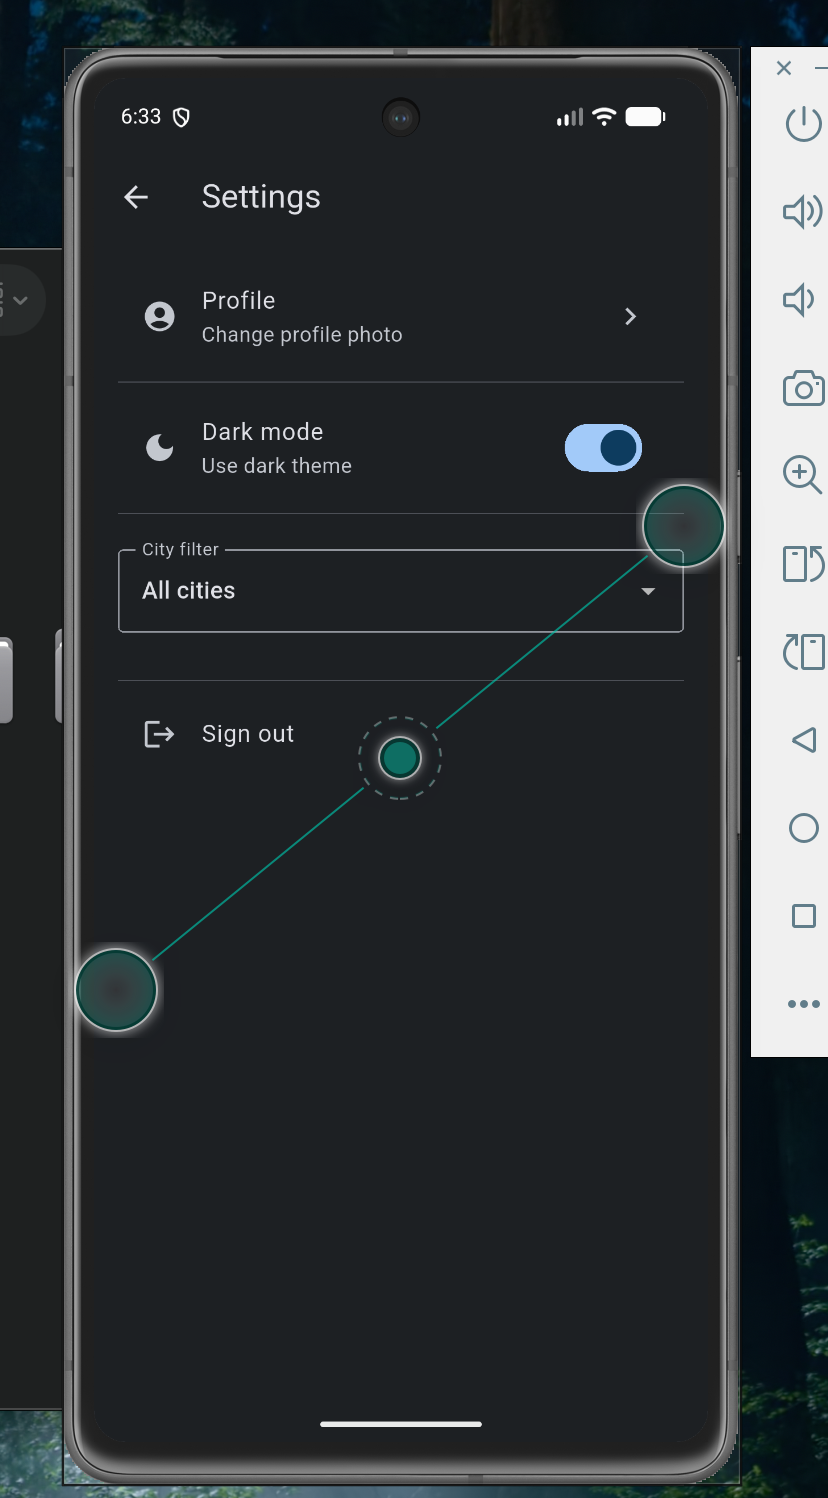 6:33
Settings
Profile
Change profile photo
Dark mode
Use dark theme
City filter
All cities
Sign out